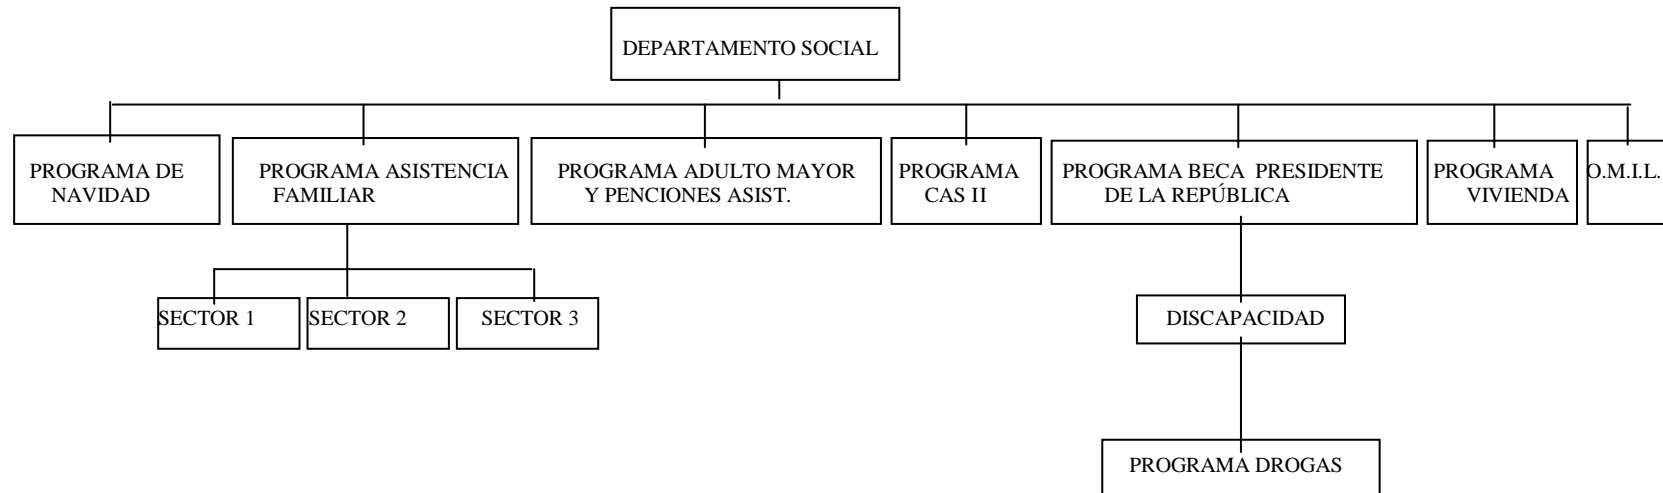 DEPARTAMENTO SOCIAL
PROGRAMA DE
NAVIDAD
PROGRAMA ASISTENCIA
FAMILIAR
PROGRAMA ADULTO MAYOR
Y PENCIONES ASIST.
PROGRAMA
CAS II
PROGRAMA BECA PRESIDENTE
DE LA REPÚBLICA
PROGRAMA
VIVIENDA
O.M.I.L.
SECTOR 1
SECTOR 2
SECTOR 3
DISCAPACIDAD
PROGRAMA DROGAS